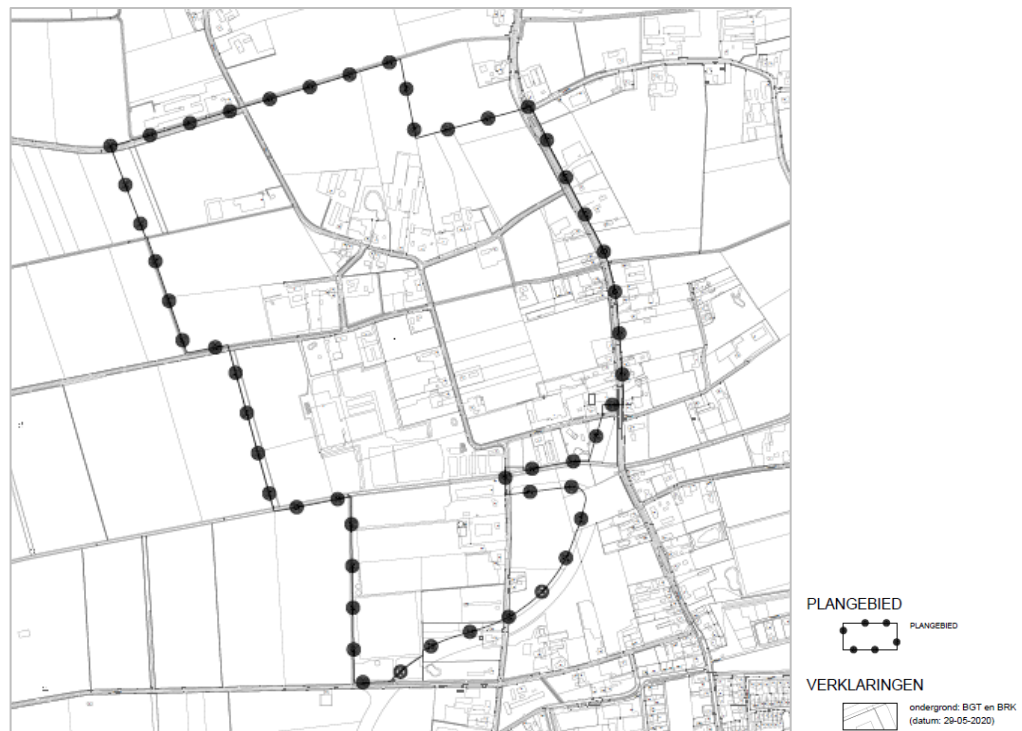 PLANGEBIED
PLANGEBIED
VERKLARINGEN
ondergrond: BGT en BRK
(datum: 29-05-2020)